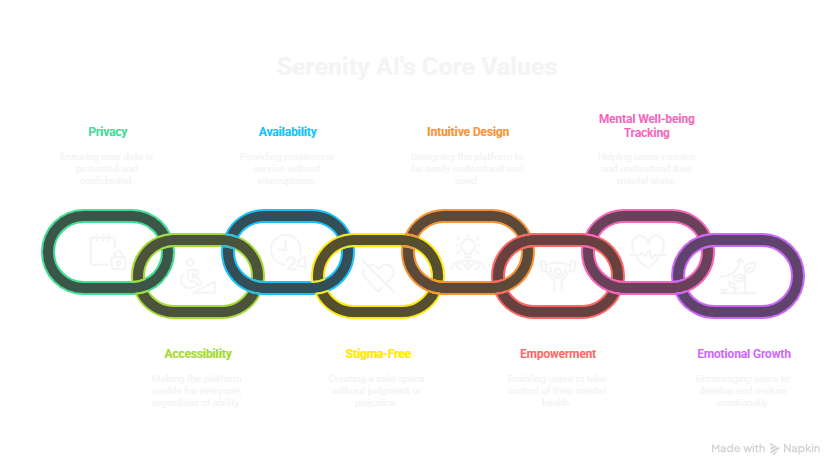 Serenity AI's Core Values
Privacy
Ensuring user data is
protected and
confidential.
Availability
Providing continuous
service without
interruptions.
Intuitive Design
Designing the platform to
be easily understood and
used.
Mental Well-being
Tracking
Helping users monitor
and understand their
mental state.
24
Accessibility
Making the platform
usable for everyone,
regardless of ability.
Stigma-Free
Creating a safe space
without judgment or
prejudice.
Empowerment
Enabling users to take
control of their mental
health.
Emotional Growth
Encouraging users to
develop and mature
emotionally.
Made with Napkin